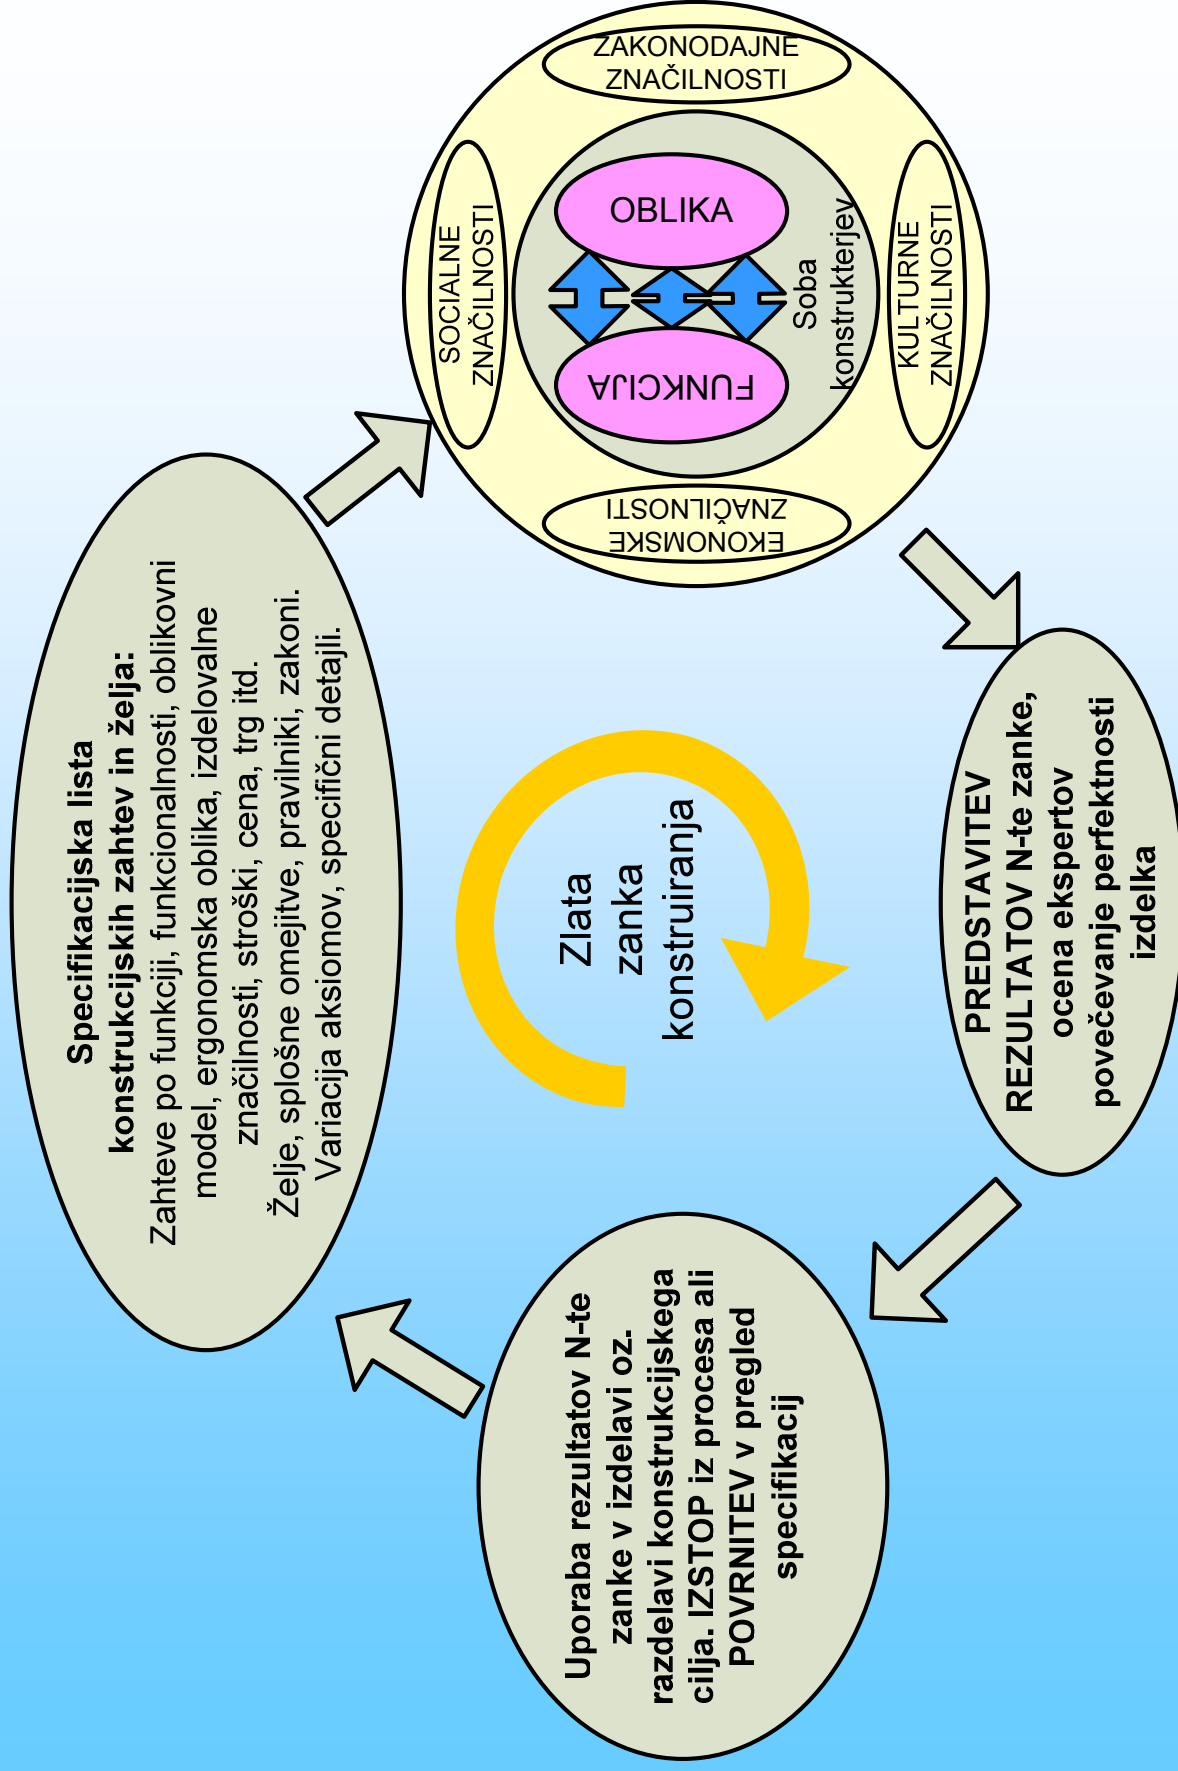 Specifikacijska lista
konstrukcijskih zahtev in želja:
Zahteve po funkciji, funkcionalnosti, oblikovni
model, ergonomska oblika, izdelovalne
značilnosti, stroški, cena, trg itd.
Želje, splošne omejitve, pravilniki, zakoni.
Variacija aksiomov, specifični detajli.
SOCIALNE
ZNAČILNOSTI
ZAKONODAJNE
ZNAČILNOSTI
OBLIKA
FUNKCIJA
Soba
konstrukterjev
EKONOMSKE
ZNAČILNOSTI
KULTURNE
ZNAČILNOSTI
Zlata
zanka
konstruiranja
PREDSTAVITEV
REZULTATOV N-te zanke,
ocena ekspertov
povečevanje perfektnosti
izdelka
Uporaba rezultatov N-te
zanke v izdelavi oz.
razdelavi konstrukcijskega
cilja. IZSTOP iz procesa ali
POVRNITEV v pregled
specifikacij